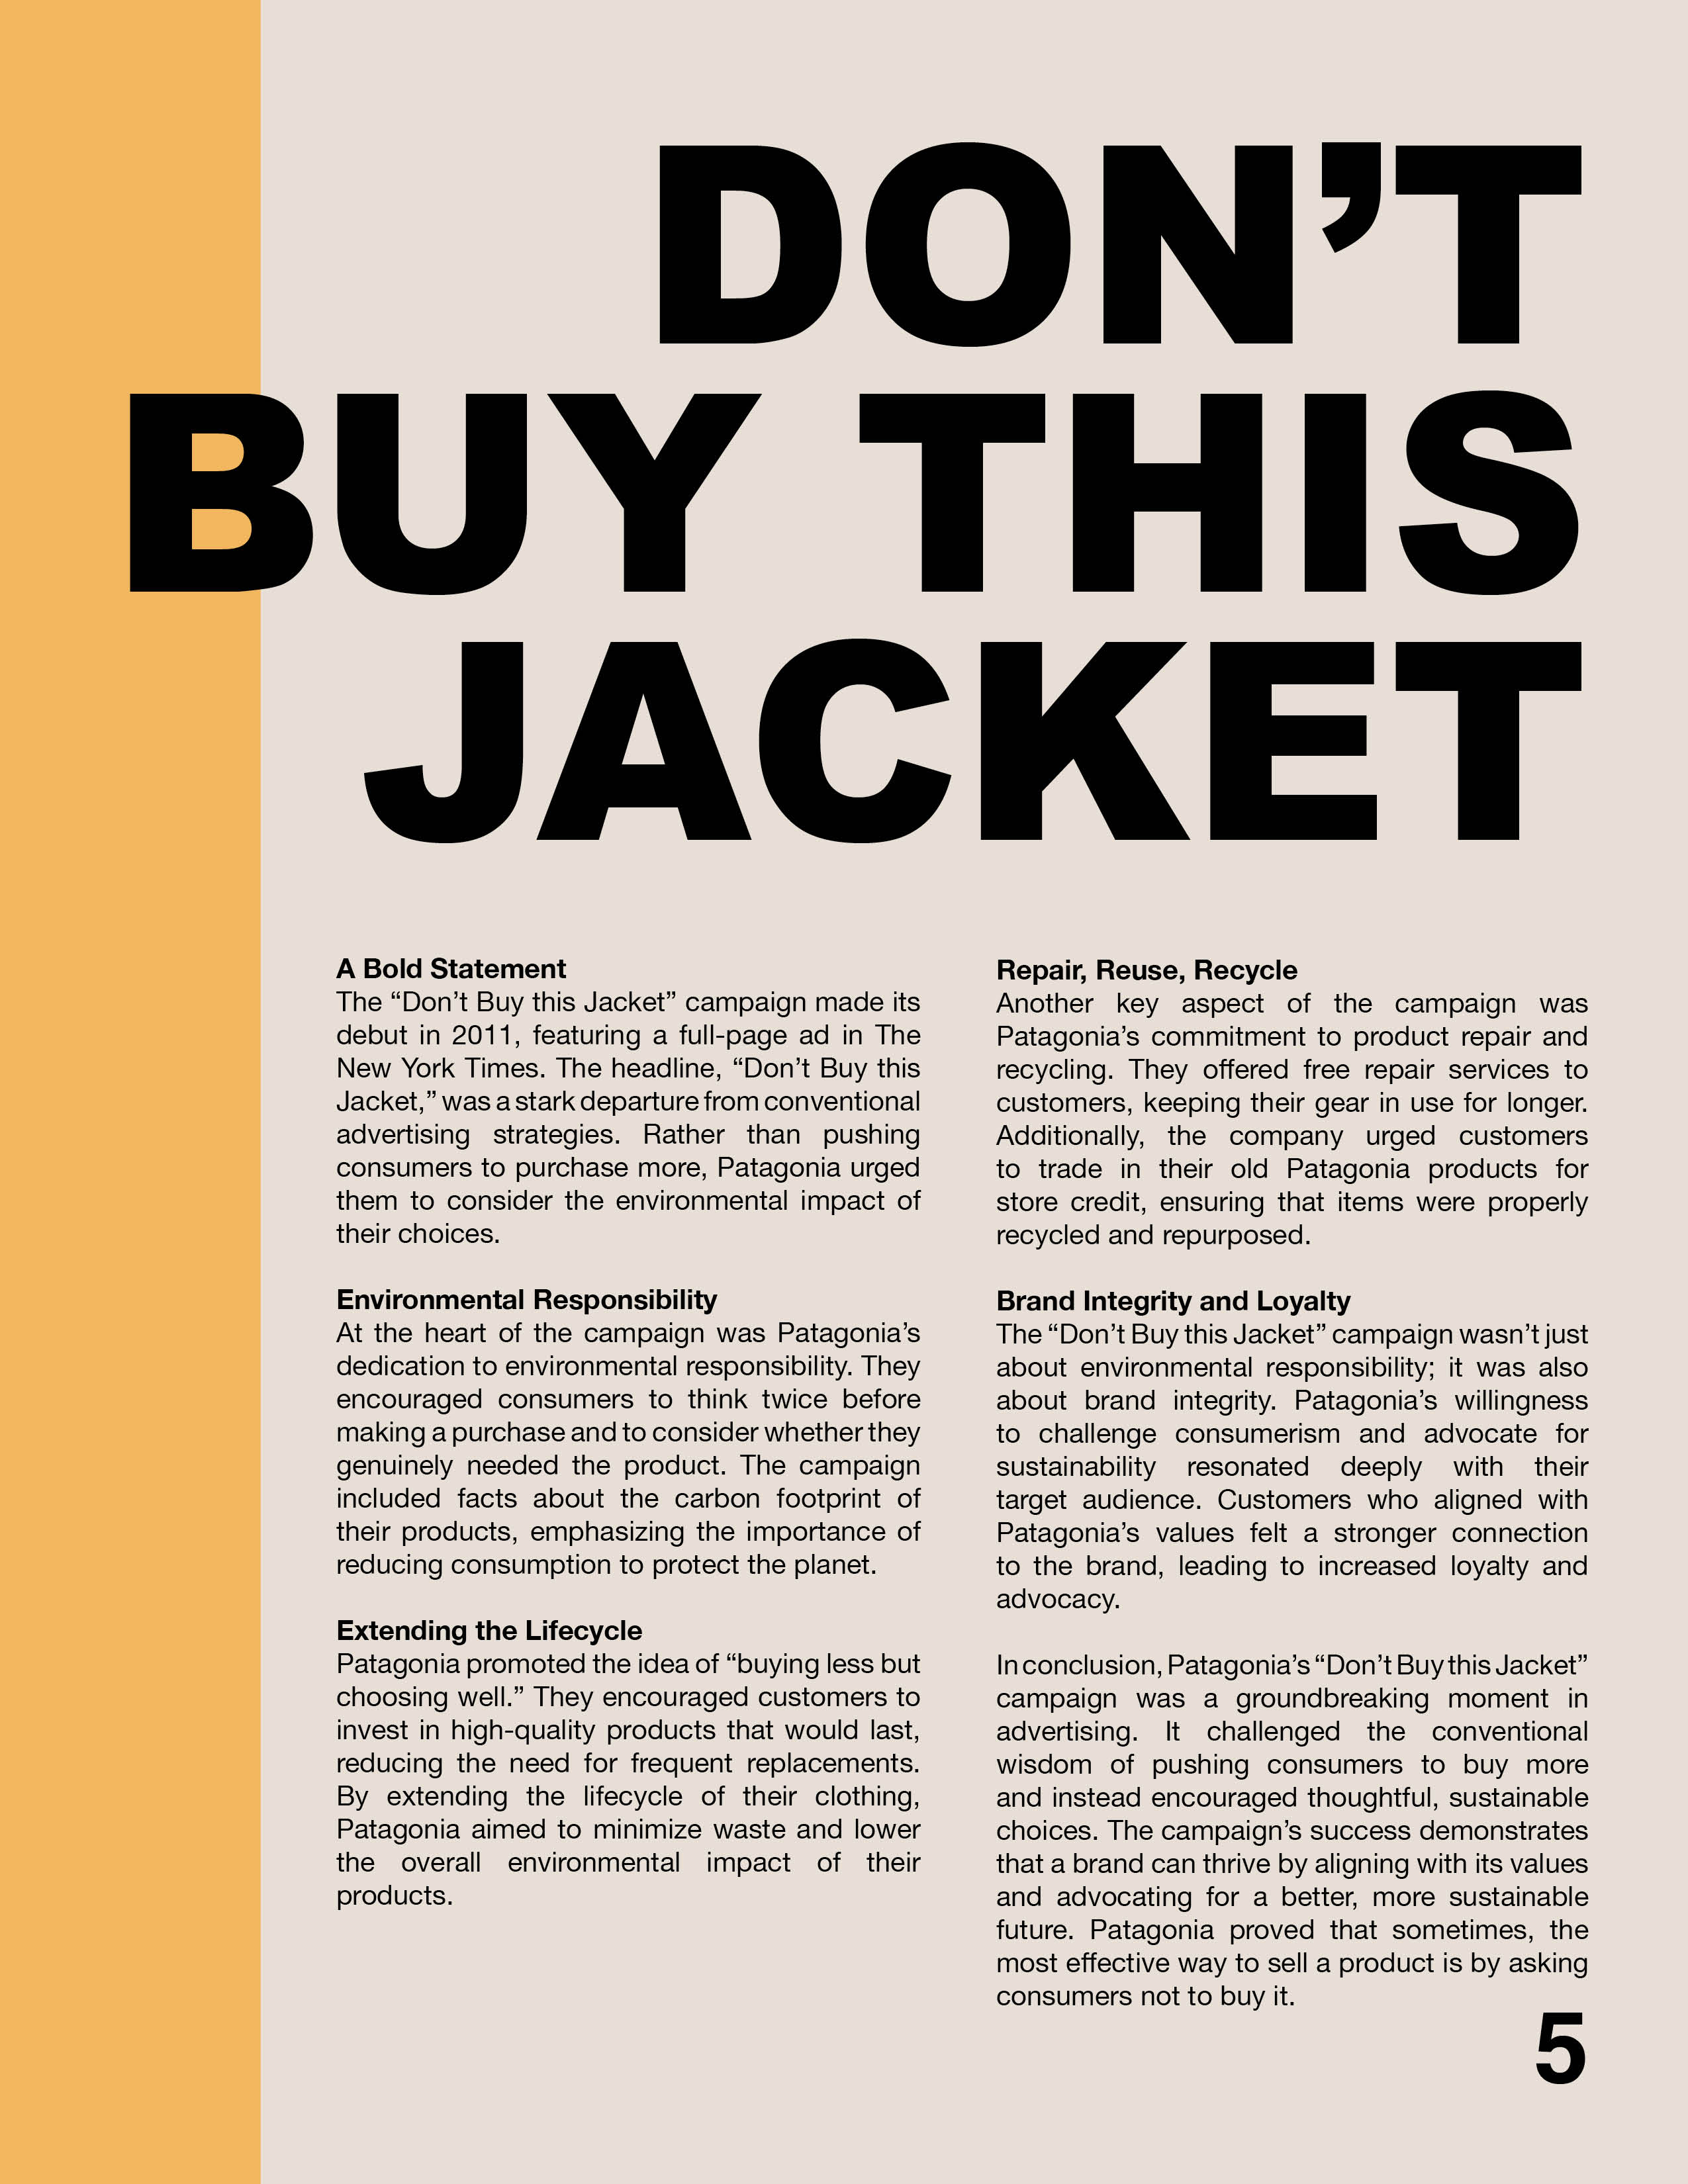 DON’T
BUY THIS
JACKET
A Bold Statement
The “Don’t Buy this Jacket” campaign made its
debut in 2011, featuring a full-page ad in The
New York Times. The headline, “Don’t Buy this
Jacket,” was a stark departure from conventional
advertising strategies. Rather than pushing
consumers to purchase more, Patagonia urged
them to consider the environmental impact of
their choices.
Environmental Responsibility
At the heart of the campaign was Patagonia’s
dedication to environmental responsibility. They
encouraged consumers to think twice before
making a purchase and to consider whether they
genuinely needed the product. The campaign
included facts about the carbon footprint of
their products, emphasizing the importance of
reducing consumption to protect the planet.
Extending the Lifecycle
Patagonia promoted the idea of “buying less but
choosing well.” They encouraged customers to
invest in high-quality products that would last,
reducing the need for frequent replacements.
By extending the lifecycle of their clothing,
Patagonia aimed to minimize waste and lower
the overall environmental impact of their
products.
Repair, Reuse, Recycle
Another key aspect of the campaign was
Patagonia’s commitment to product repair and
recycling. They offered free repair services to
customers, keeping their gear in use for longer.
Additionally, the company urged customers
to trade in their old Patagonia products for
store credit, ensuring that items were properly
recycled and repurposed.
Brand Integrity and Loyalty
The “Don’t Buy this Jacket” campaign wasn’t just
about environmental responsibility; it was also
about brand integrity. Patagonia’s willingness
to challenge consumerism and advocate for
sustainability resonated deeply with their
target audience. Customers who aligned with
Patagonia’s values felt a stronger connection
to the brand, leading to increased loyalty and
advocacy.
In conclusion, Patagonia’s “Don’t Buy this Jacket”
campaign was a groundbreaking moment in
advertising. It challenged the conventional
wisdom of pushing consumers to buy more
and instead encouraged thoughtful, sustainable
choices. The campaign’s success demonstrates
that a brand can thrive by aligning with its values
and advocating for a better, more sustainable
future. Patagonia proved that sometimes, the
most effective way to sell a product is by asking
consumers not to buy it.
5